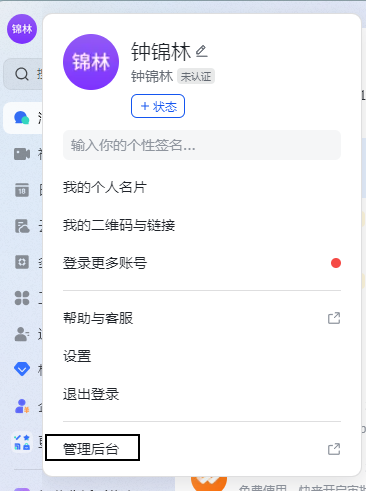 锦林
锦林
钟锦林
钟锦林 未认证
+ 状态
输入你的个性签名...
我的个人名片
我的二维码与链接
登录更多账号
帮助与客服
设置
退出登录
管理后台
18
免费使用，快来开启审批